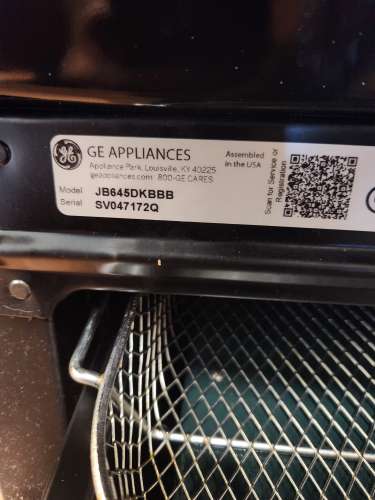 GE APPLIANCES
Appliance Park, Louisville, KY 40225
geappliances.com 800-GE CARES
Model JB645DKBBB
Serial SV047172Q
Assembled
in the USA
Scan for Service or
Registration